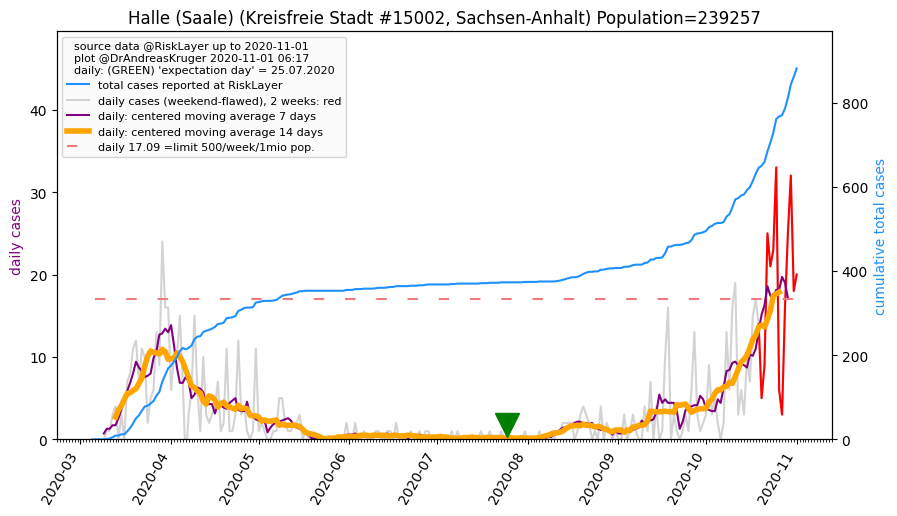 Halle (Saale) (Kreisfreie Stadt #15002, Sachsen-Anhalt) Population=239257
source data @RiskLayer up to 2020-11-01
plot @DrAndreasKruger 2020-11-01 06:17
daily: (GREEN) 'expectation day' = 25.07.2020
total cases reported at RiskLayer
daily cases (weekend-flawed), 2 weeks: red
daily: centered moving average 7 days
daily: centered moving average 14 days
daily 17.09 =limit 500/week/1mio pop.
daily cases
40
30
20
10
0
cumulative total cases
800
600
400
200
0
2020-03
2020-04
2020-05
2020-06
2020-07
2020-08
2020-09
2020-10
2020-11